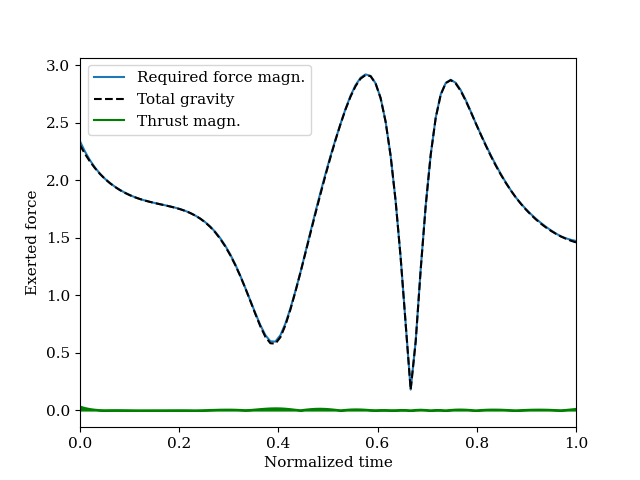 3.0
2.5
2.0
1.5
1.0
0.5
0.0
Exerted force
Required force magn.
Total gravity
Thrust magn.
0.0 0.2 0.4 0.6 0.8 1.0
Normalized time